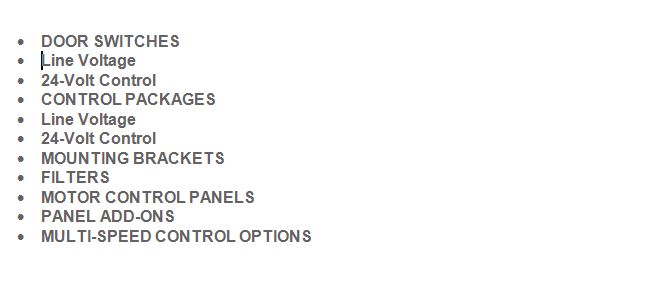 • DOOR SWITCHES
• Line Voltage
• 24-Volt Control
• CONTROL PACKAGES
• Line Voltage
• 24-Volt Control
• MOUNTING BRACKETS
• FILTERS
• MOTOR CONTROL PANELS
• PANEL ADD-ONS
• MULTI-SPEED CONTROL OPTIONS